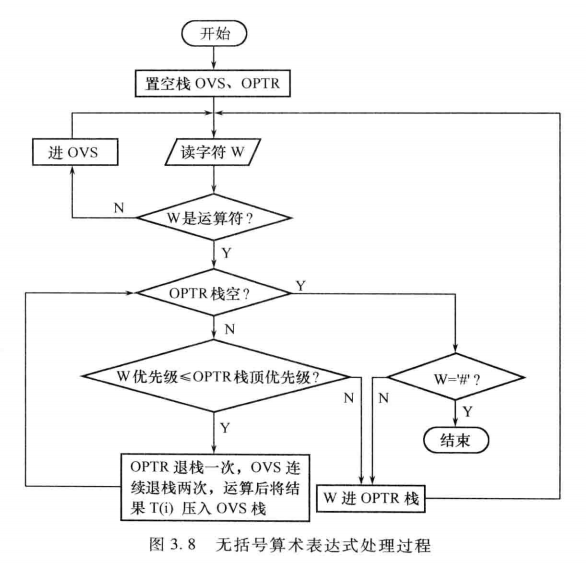 开始
置空栈 OVS、OPTR
进 OVS
读字符 W
N
W是运算符?
Y
OPTR 栈空?
Y
N
W优先级≤OPTR栈顶优先级?
N
Y
W='#'?
N
Y
结束
OPTR 退栈一次，OVS 连
续退栈两次，运算后将结
果 T(i) 压入 OVS 栈
W 进 OPTR 栈
图 3.8 无括号算术表达式处理过程